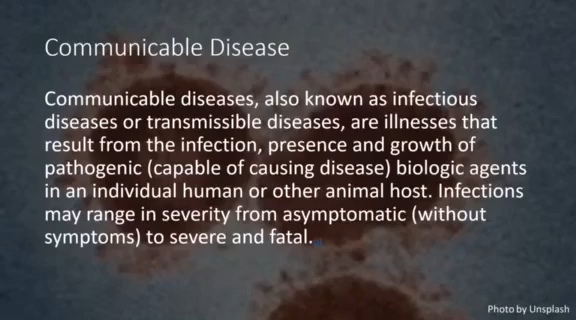 Communicable Disease
Communicable diseases, also known as infectious
diseases or transmissible diseases, are illnesses that
result from the infection, presence and growth of
pathogenic (capable of causing disease) biologic agents
in an individual human or other animal host. Infections
may range in severity from asymptomatic (without
symptoms) to severe and fatal.
Photo by Unsplash